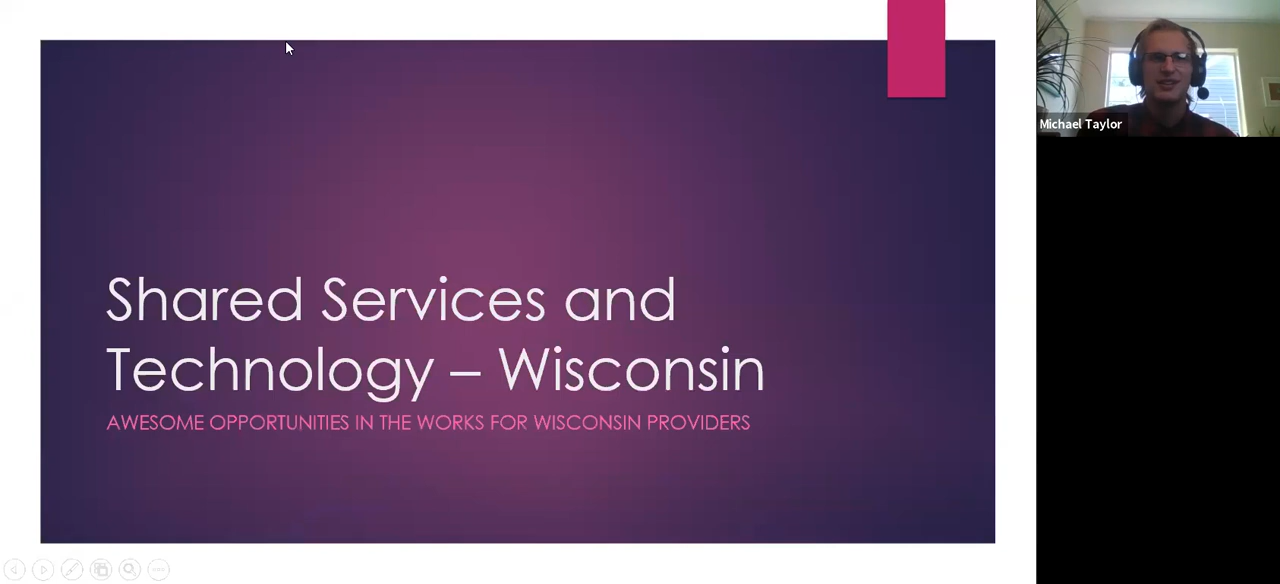 Shared Services and
Technology – Wisconsin
AWESOME OPPORTUNITIES IN THE WORKS FOR WISCONSIN PROVIDERS
Michael Taylor